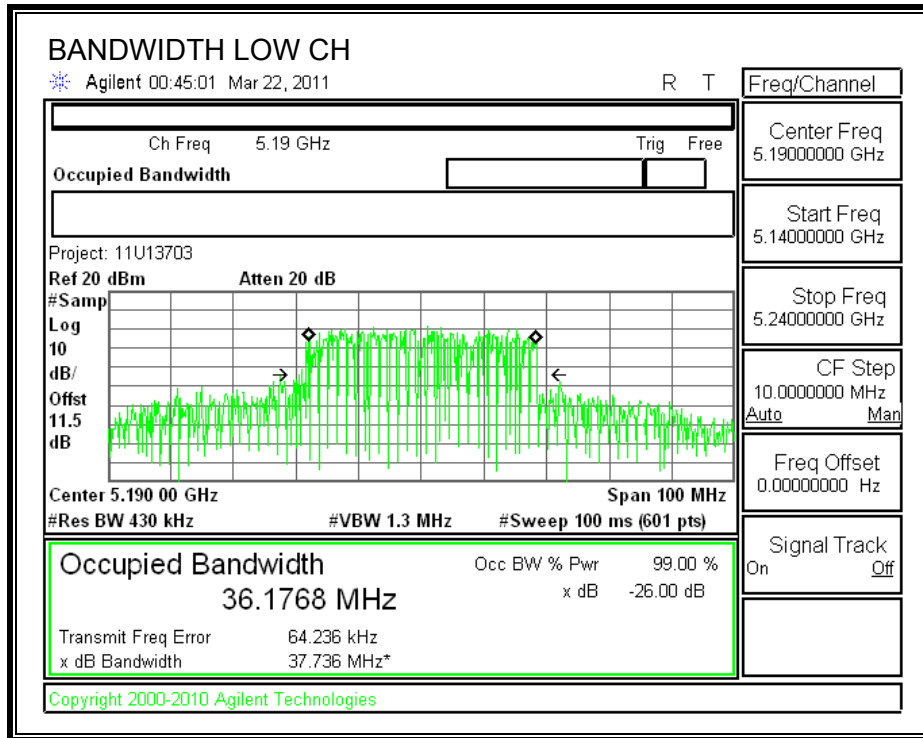 BANDWIDTH LOW CH
Agilent 00:45:01 Mar 22, 2011 R T
Ch Freq 5.19 GHz Trig Free
Occupied Bandwidth
Project: 11U13703
Ref 20 dBm Atten 20 dB
#Samp
Log
10
dB/
Offst
11.5
dB
Center 5.190 00 GHz Span 100 MHz
#Res BW 430 kHz #VBW 1.3 MHz #Sweep 100 ms (601 pts)
Occupied Bandwidth Occ BW % Pwr 99.00 %
36.1768 MHz x dB -26.00 dB
Transmit Freq Error 64.236 kHz
x dB Bandwidth 37.736 MHz*
Copyright 2000-2010 Agilent Technologies
Freq/Channel
Center Freq
5.19000000 GHz
Start Freq
5.14000000 GHz
Stop Freq
5.24000000 GHz
CF Step
10.0000000 MHz
Auto Man
Freq Offset
0.00000000 Hz
Signal Track
On Off